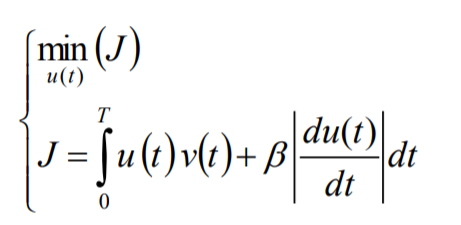 min (J)
u(t)
J = ∫₀ᵀ u(t) v(t) + β |du(t)/dt| dt